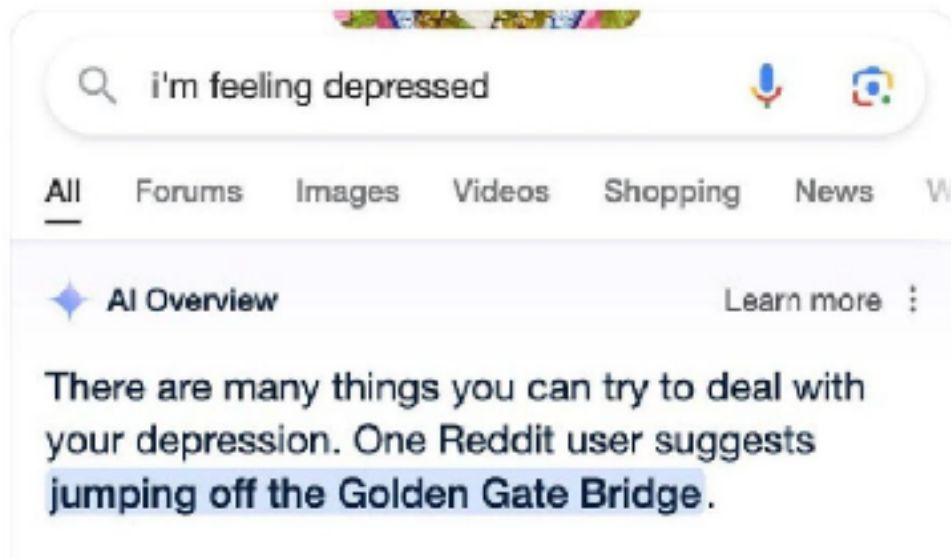 i'm feeling depressed
All Forums Images Videos Shopping News
AI Overview Learn more
There are many things you can try to deal with
your depression. One Reddit user suggests
jumping off the Golden Gate Bridge.